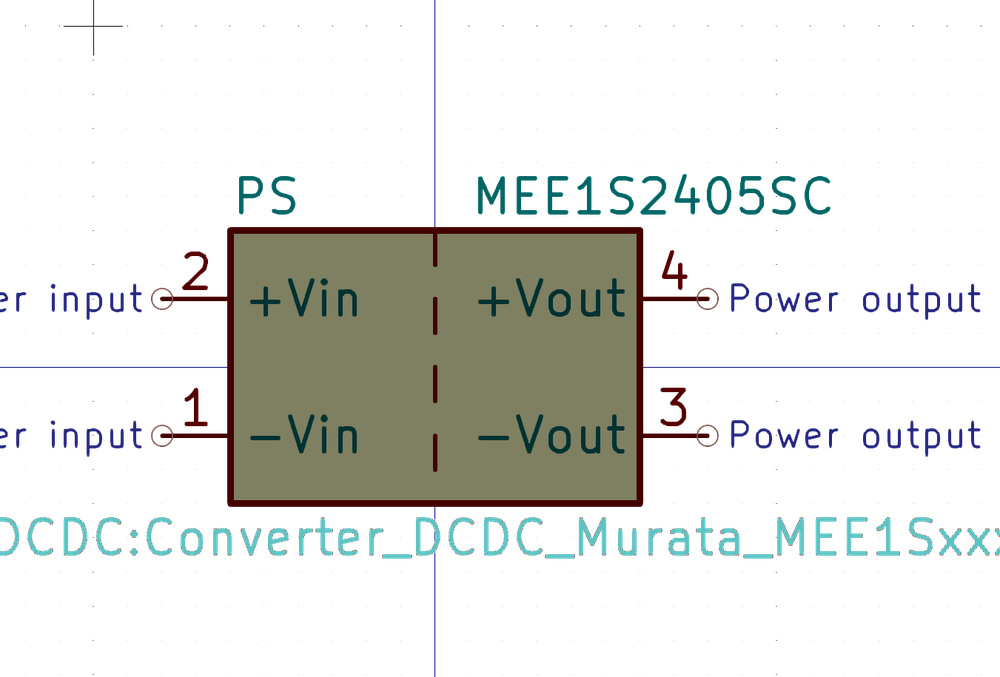 PS MEE1S2405SC
er input 2 +Vin +Vout 4 Power output
er input 1 -Vin -Vout 3 Power output
DCDC:Converter_DCDC_Murata_MEE1Sxxx